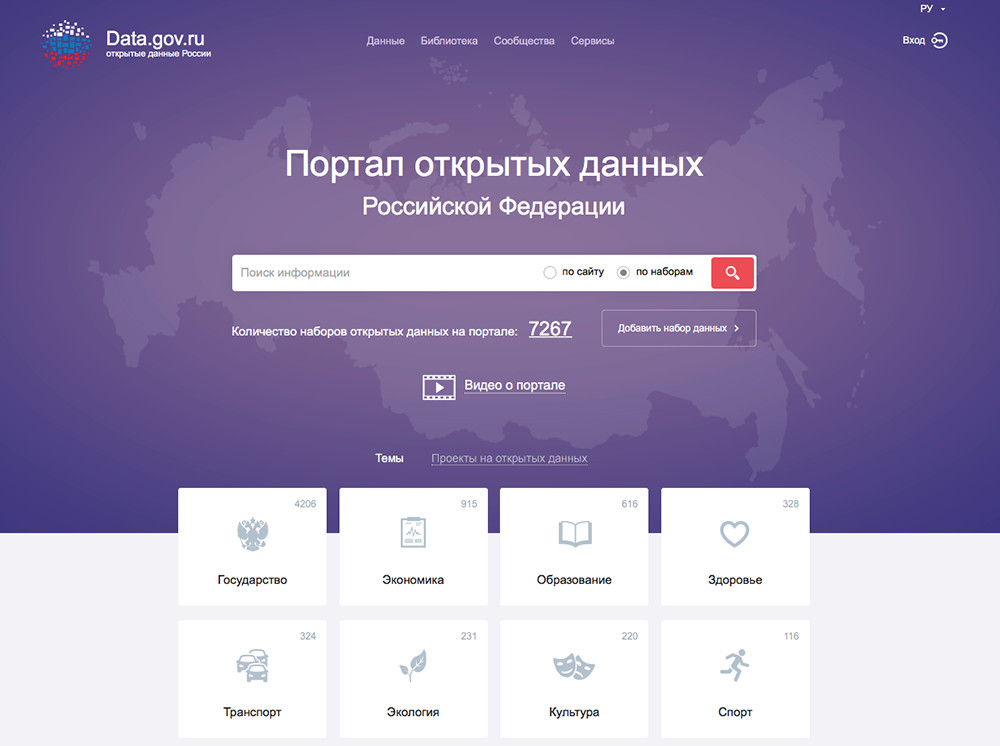 РУ
Data.gov.ru
открытые данные России
Данные Библиотека Сообщества Сервисы
Вход
Портал открытых данных
Российской Федерации
Поиск информации по сайту по наборам
Количество наборов открытых данных на портале: 7267 Добавить набор данных
Видео о портале
Темы Проекты на открытых данных
4206 915 616 328
Государство Экономика Образование Здоровье
324 231 220 116
Транспорт Экология Культура Спорт